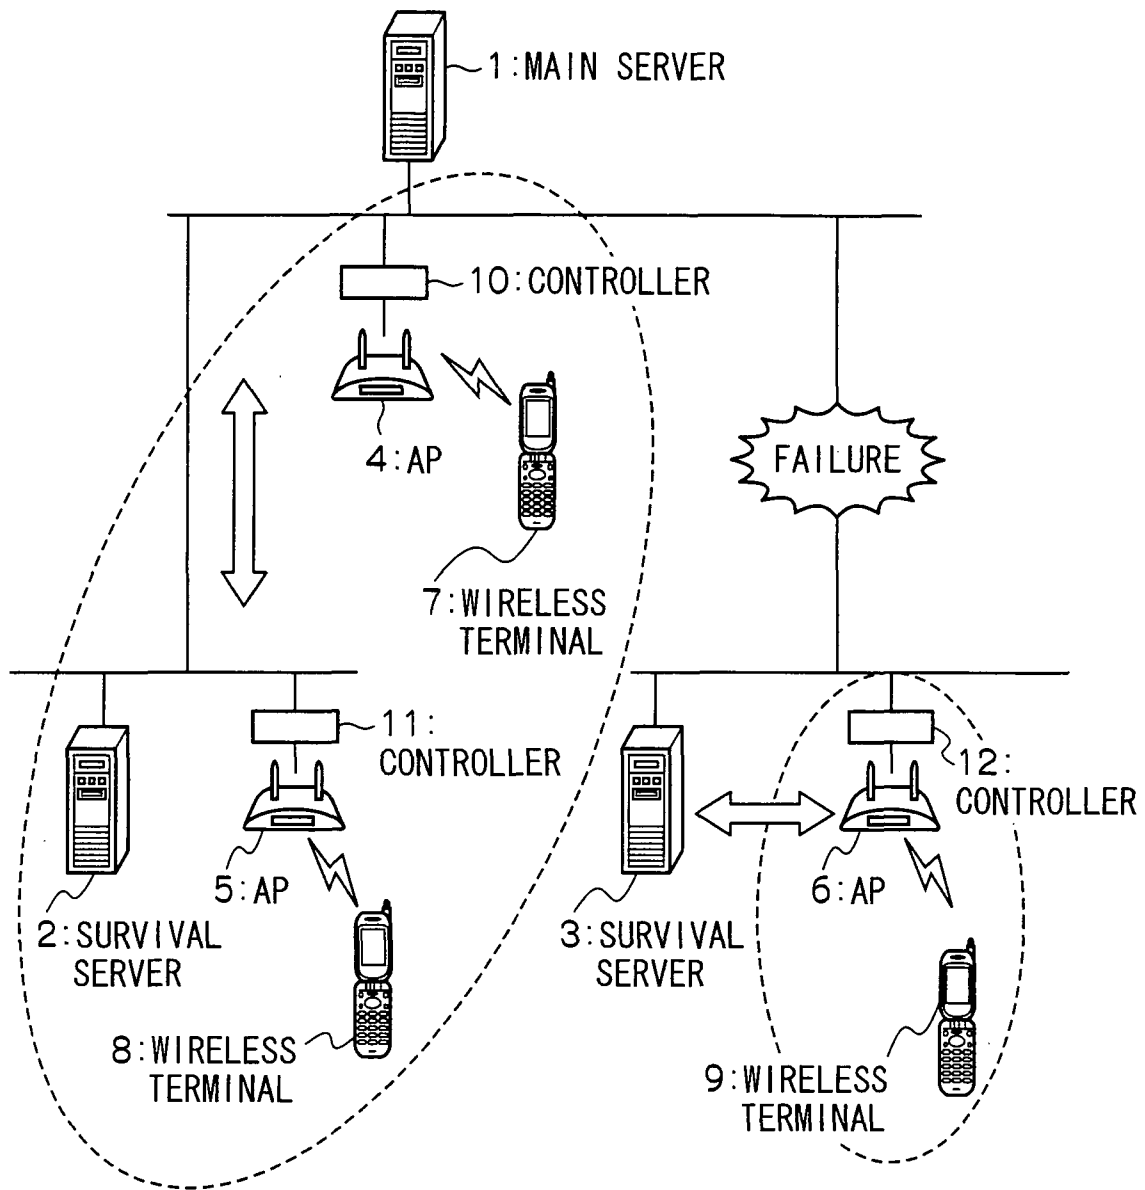 1:MAIN SERVER
10:CONTROLLER
4:AP
FAILURE
7:WIRELESS
TERMINAL
11:
CONTROLLER
12:
CONTROLLER
5:AP
6:AP
2:SURVIVAL
SERVER
3:SURVIVAL
SERVER
8:WIRELESS
TERMINAL
9:WIRELESS
TERMINAL